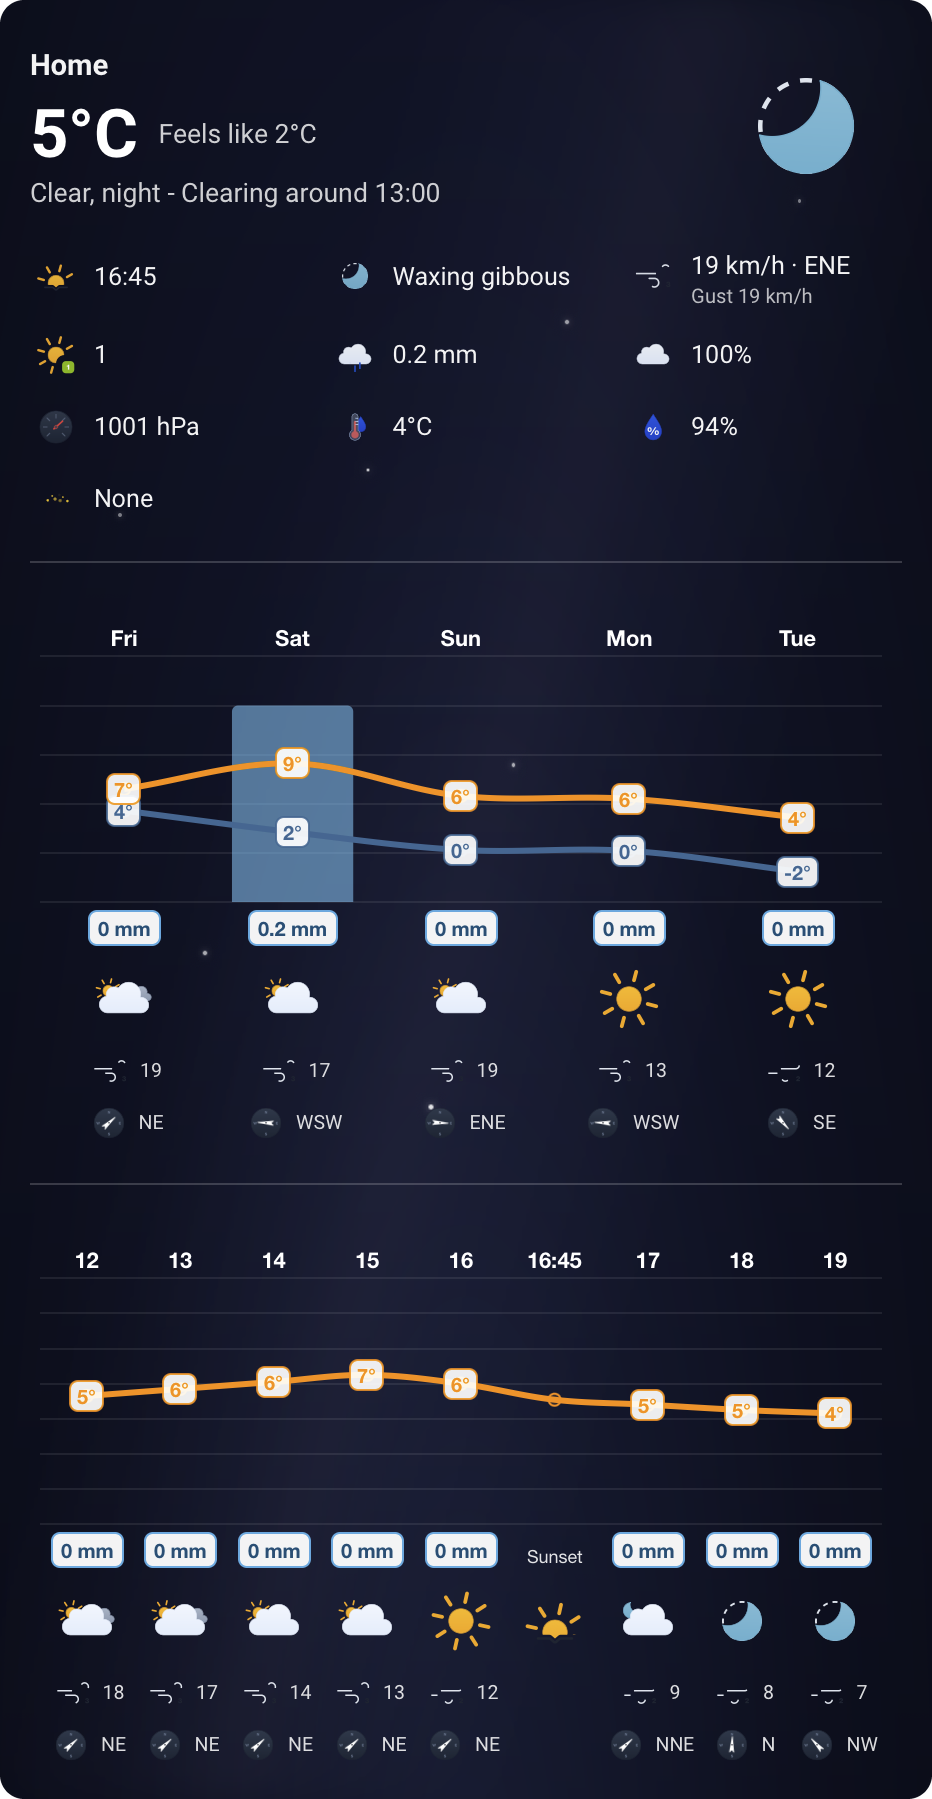 Home
5°C Feels like 2°C
Clear, night - Clearing around 13:00
16:45 Waxing gibbous 19 km/h · ENE
Gust 19 km/h
1 1 0.2 mm 100%
1001 hPa 4°C % 94%
None
Fri Sat Sun Mon Tue
7° 9° 6° 6° 4°
4° 2° 0° 0° -2°
0 mm 0.2 mm 0 mm 0 mm 0 mm
19 17 19 13 12
NE WSW ENE WSW SE
12 13 14 15 16 16:45 17 18 19
5° 6° 6° 7° 6° 5° 5° 4°
0 mm 0 mm 0 mm 0 mm 0 mm Sunset 0 mm 0 mm 0 mm
18 17 14 13 12 9 8 7
NE NE NE NE NE NNE N NW